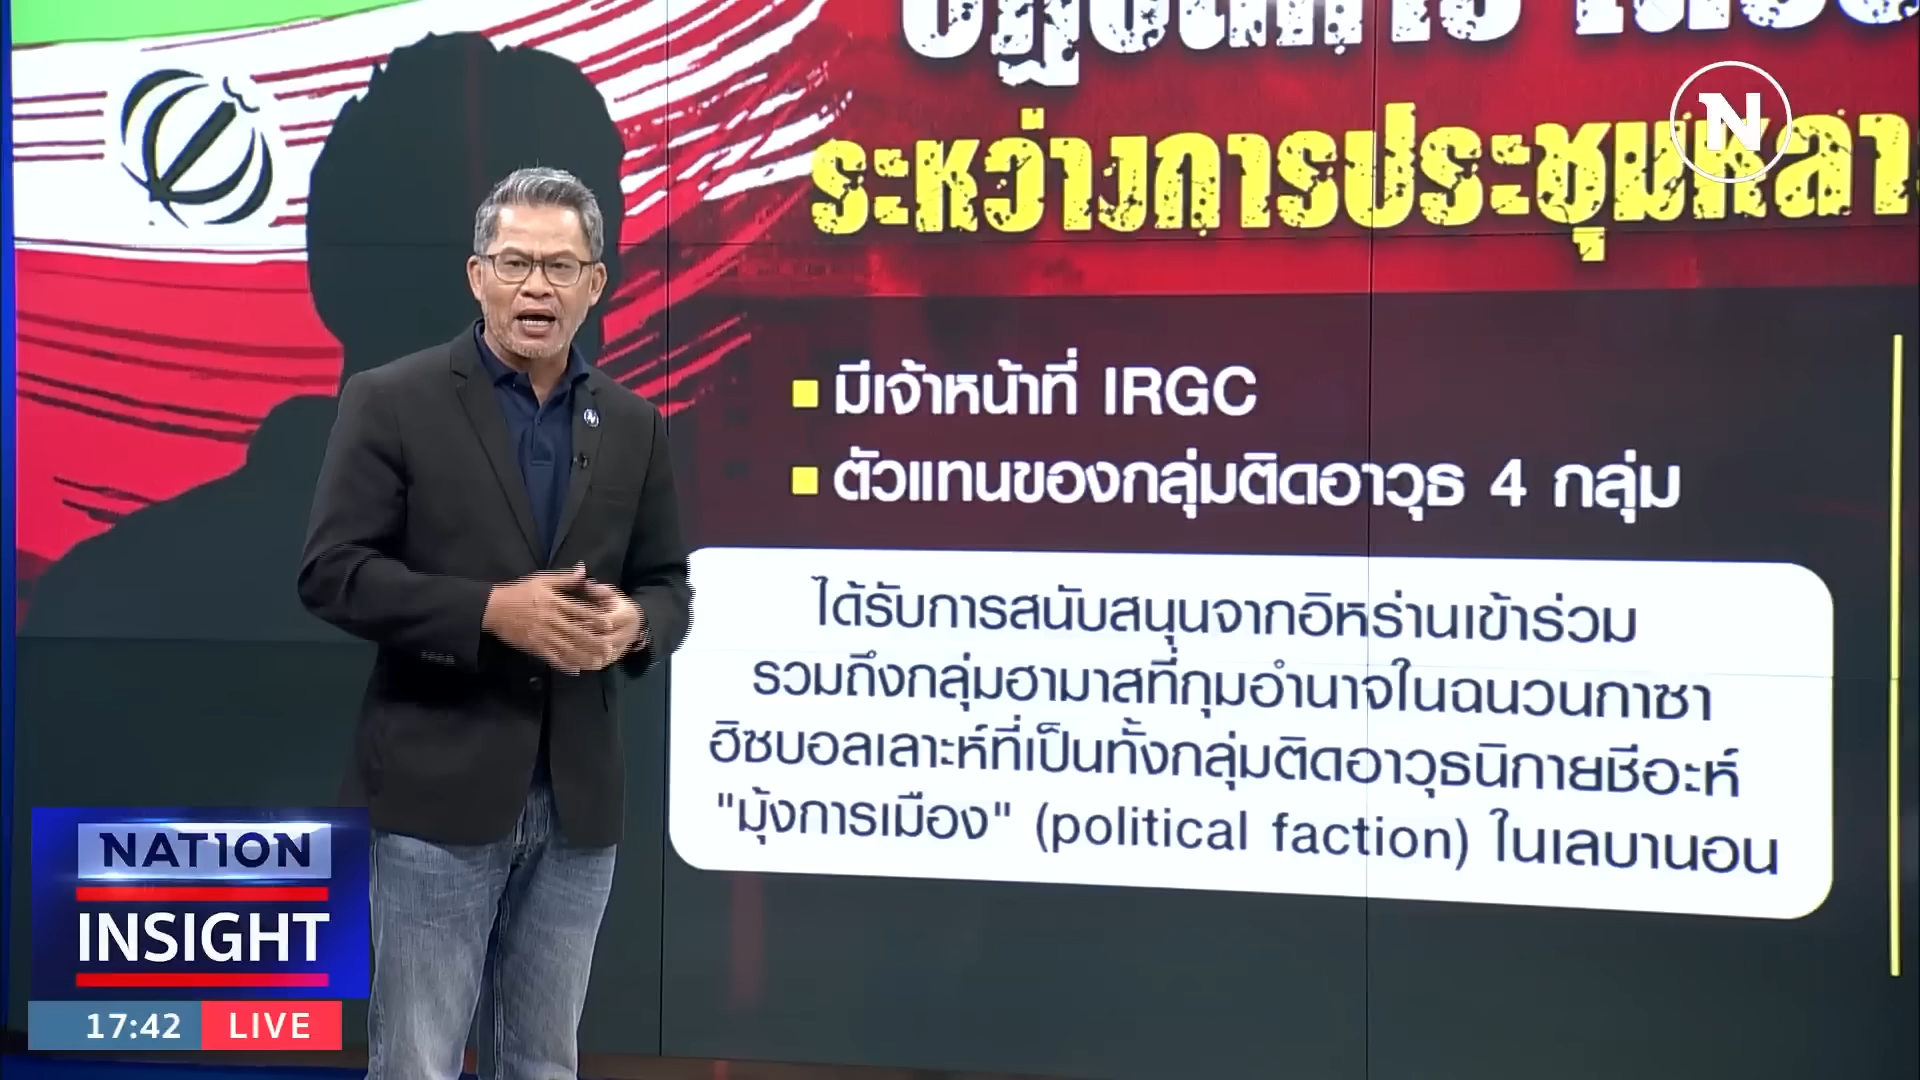 N
ระหว่างการประชุมหลา
มีเจ้าหน้าที่ IRGC
ตัวแทนของกลุ่มติดอาวุธ 4 กลุ่ม
ได้รับการสนับสนุนจากอิหร่านเข้าร่วม
รวมถึงกลุ่มฮามาสที่กุมอำนาจในฉนวนกาซา
ฮิซบอลเลาะห์ที่เป็นทั้งกลุ่มติดอาวุธนิกายชีอะห์
"มุ้งการเมือง" (political faction) ในเลบานอน
NATION
INSIGHT
17:42 LIVE